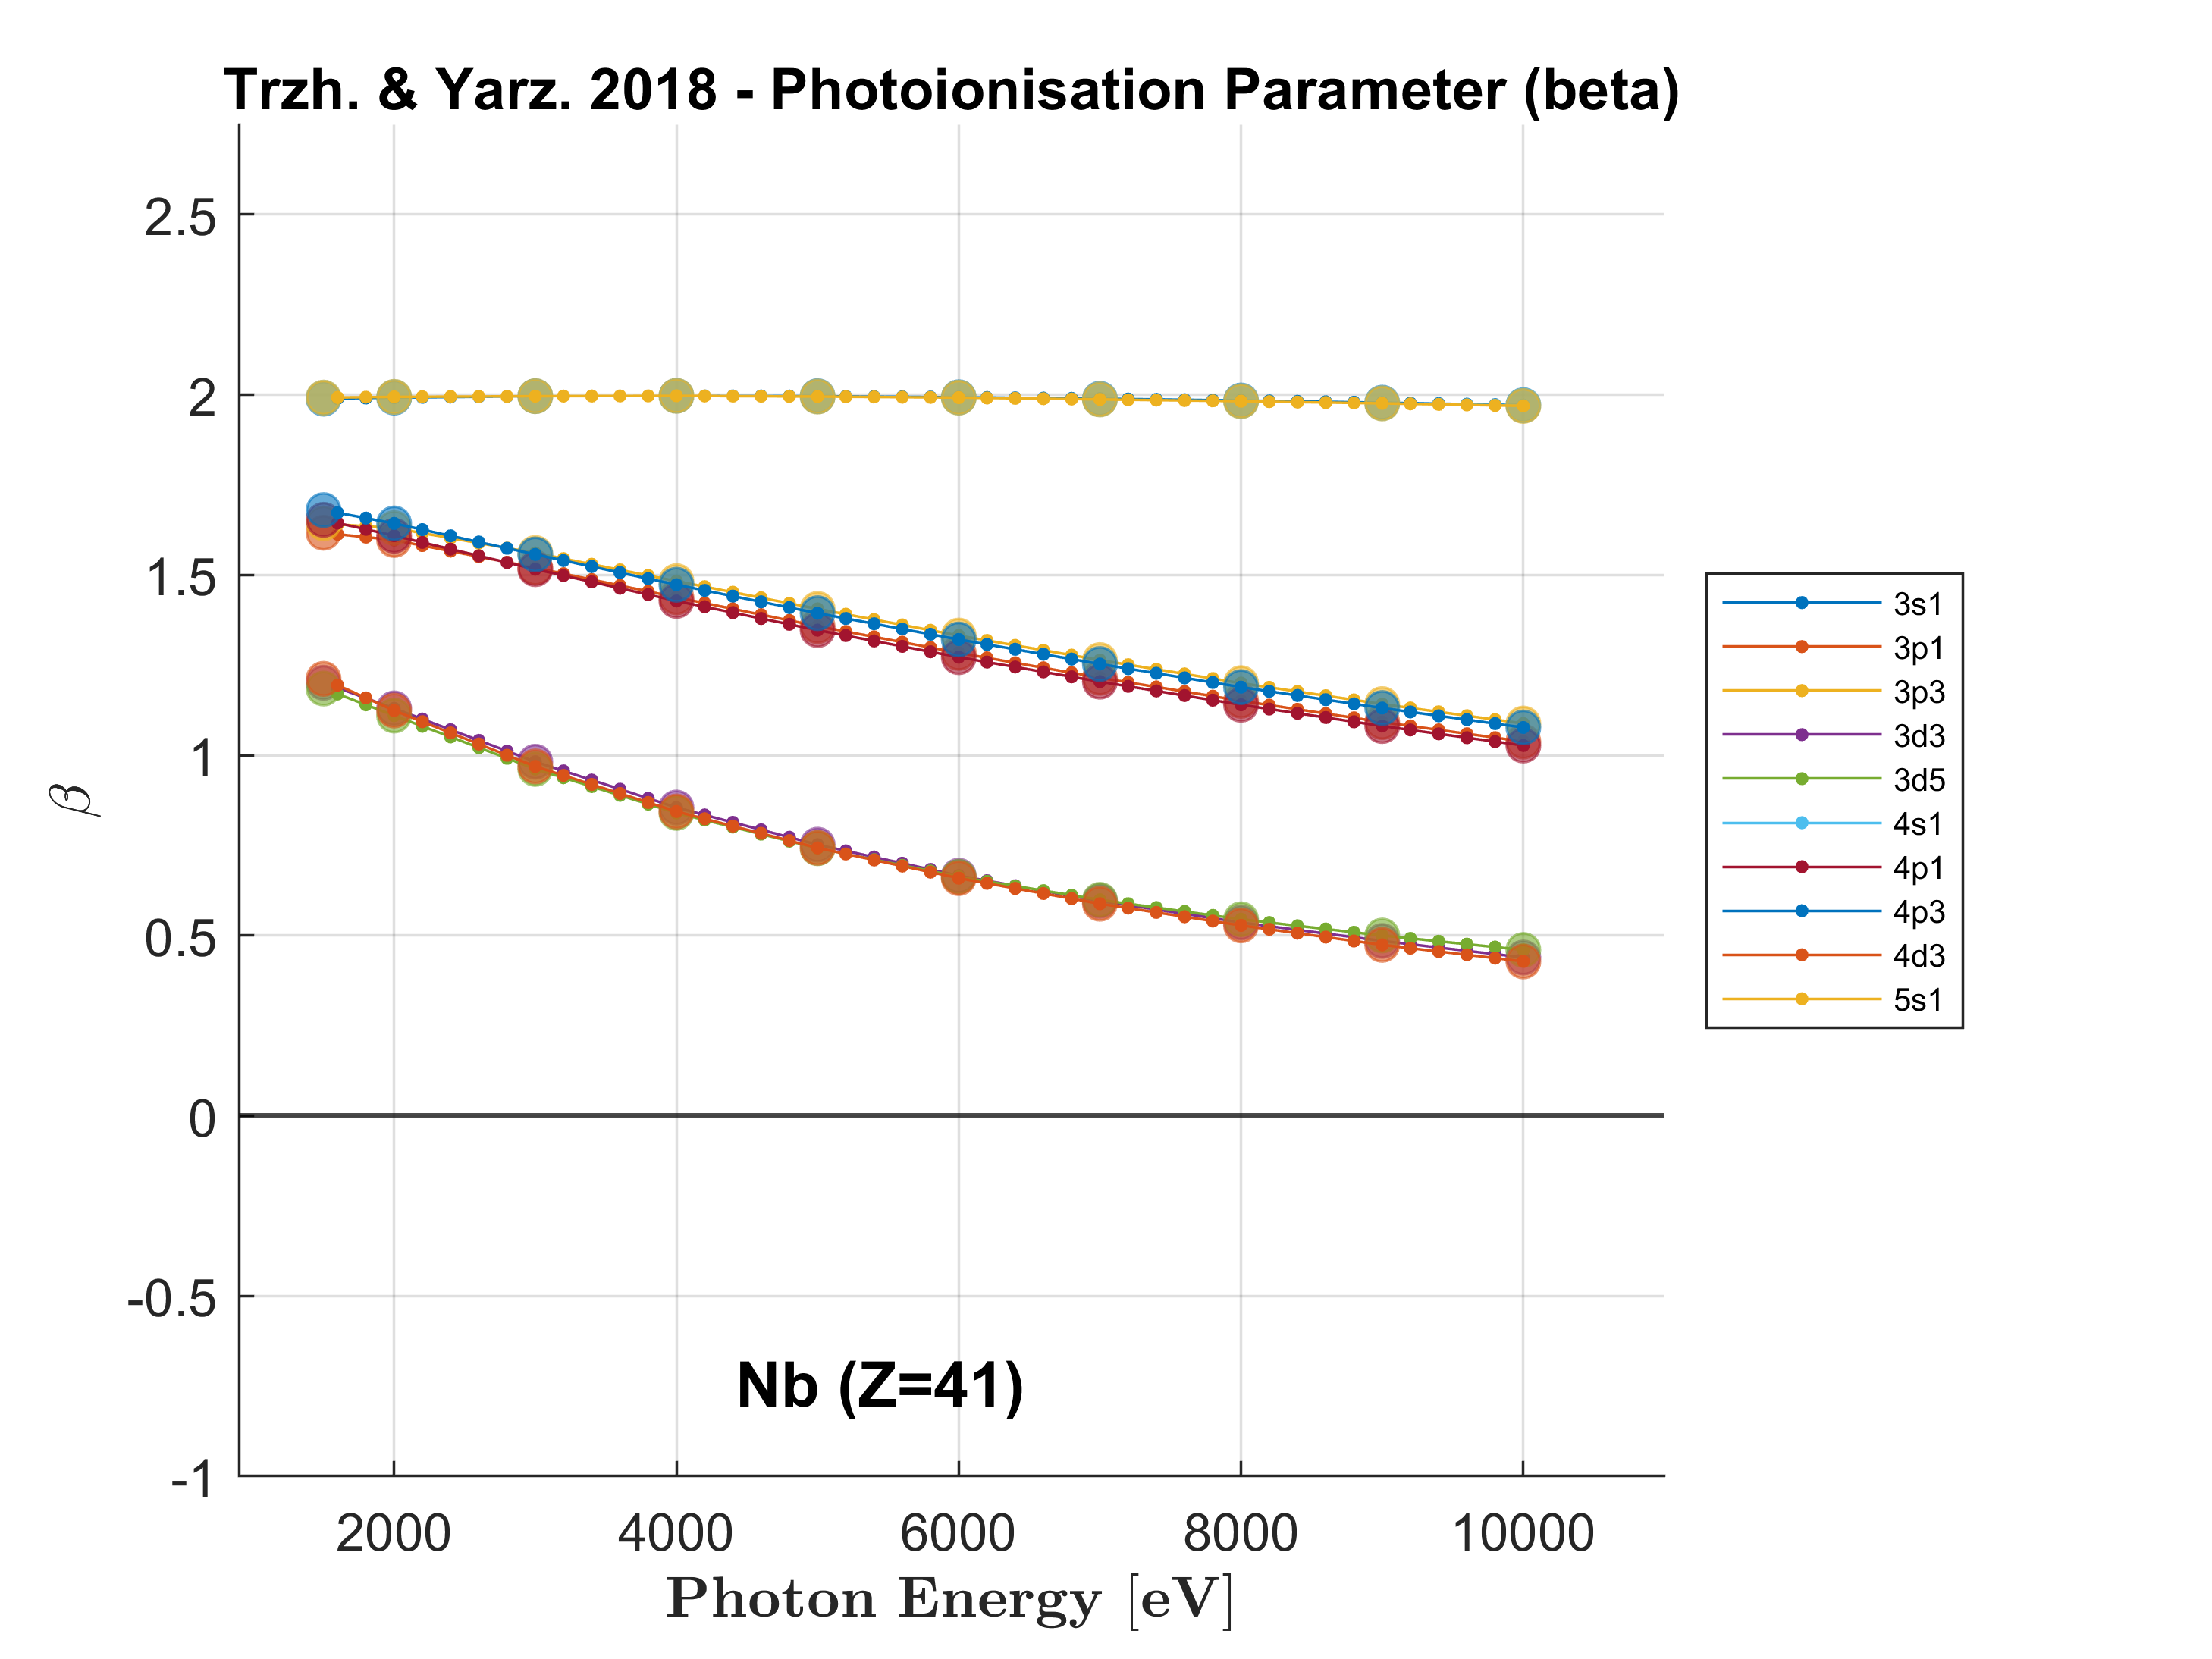 Trzh. & Yarz. 2018 - Photoionisation Parameter (beta)
2.5
2
1.5
1
0.5
0
-0.5
-1
β
2000 4000 6000 8000 10000
Photon Energy [eV]
Nb (Z=41)
3s1
3p1
3p3
3d3
3d5
4s1
4p1
4p3
4d3
5s1